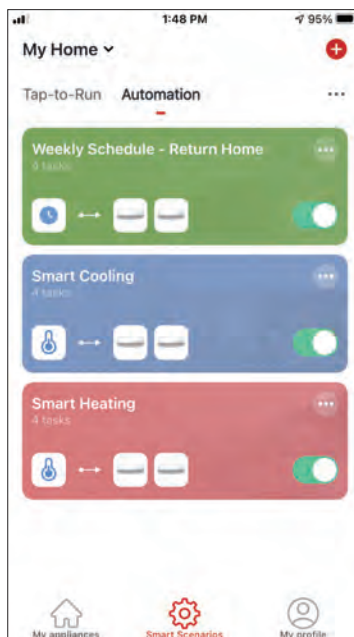 1:48 PM
95%
My Home
Tap-to-Run Automation
Weekly Schedule - Return Home
tasks
Smart Cooling
4 tasks
Smart Heating
4 tasks
My appliances Smart Scenarios My profile